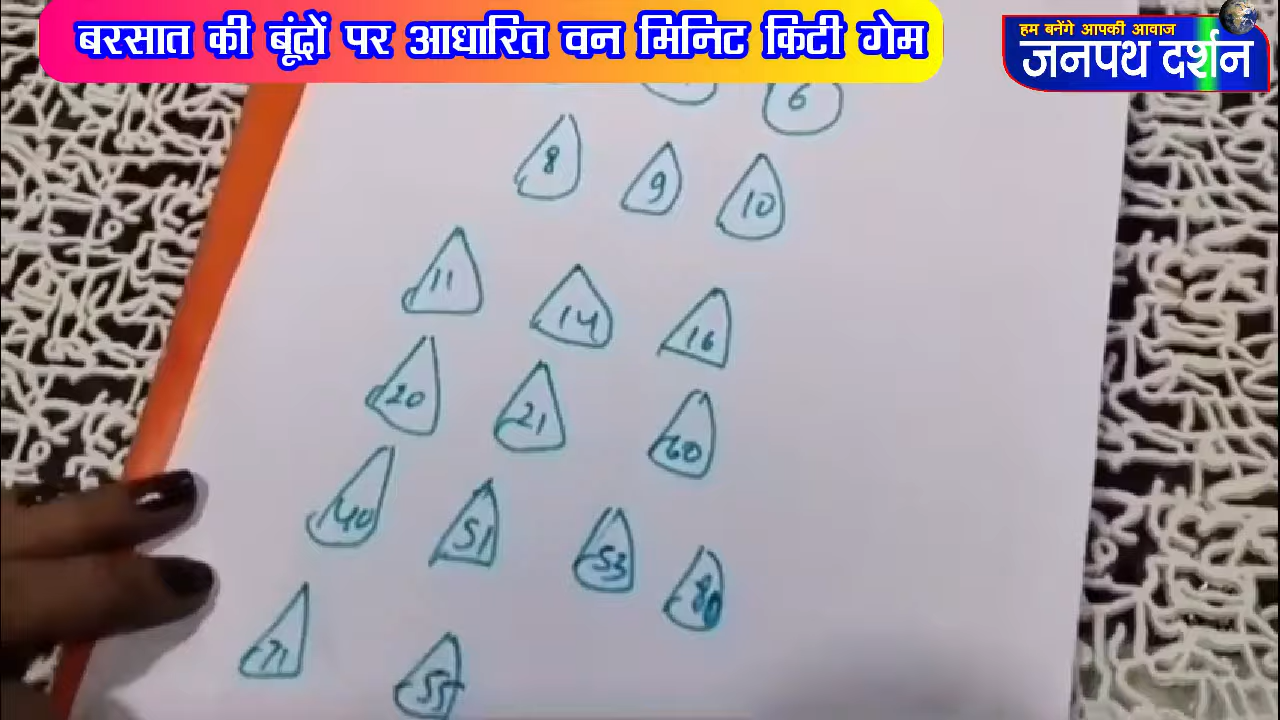 बरसात की बूंदों पर आधारित वन मिनिट किटी गेम
हम बनेंगे आपकी आवाज
जनपथ दर्शन
6
8 9 10
11 14 16
20 21 60
40 51 53 80
71 55